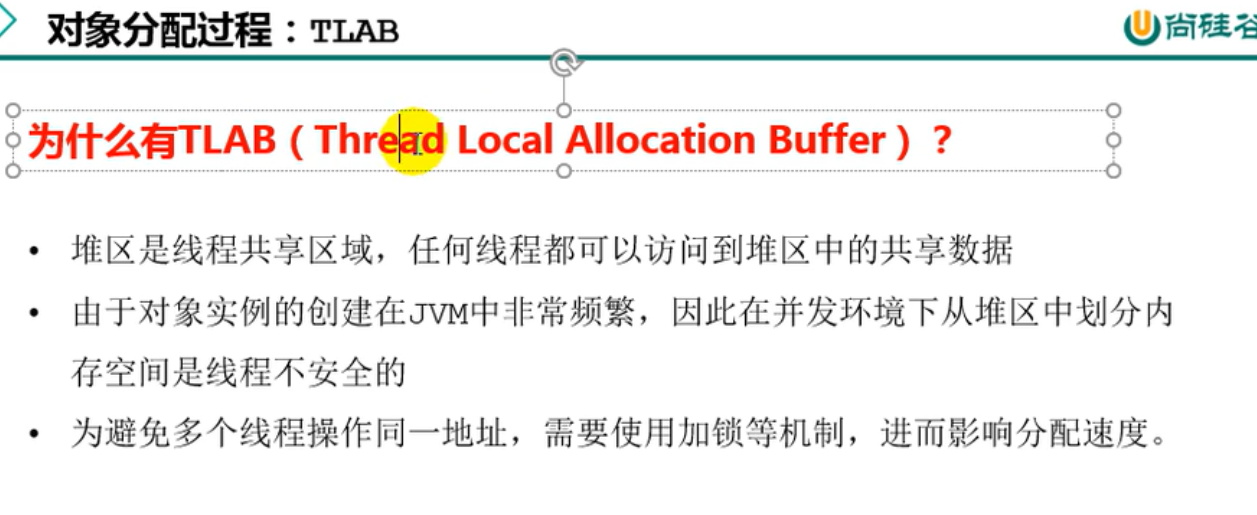 对象分配过程：TLAB
尚硅谷
为什么有TLAB（Thread Local Allocation Buffer）？
• 堆区是线程共享区域，任何线程都可以访问到堆区中的共享数据
• 由于对象实例的创建在JVM中非常频繁，因此在并发环境下从堆区中划分内
存空间是线程不安全的
• 为避免多个线程操作同一地址，需要使用加锁等机制，进而影响分配速度。